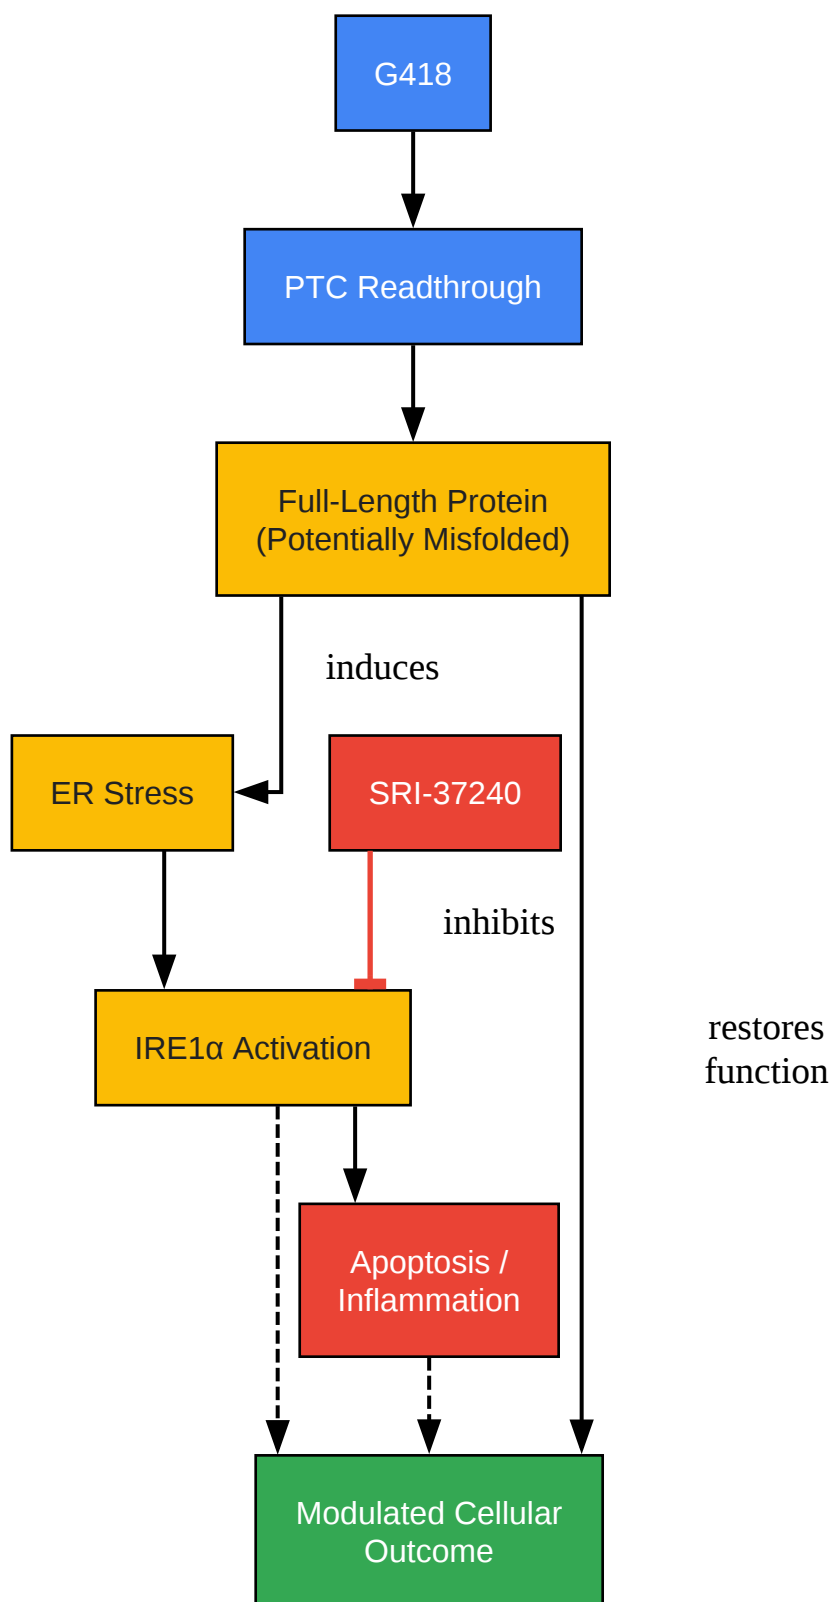 G418
PTC Readthrough
Full-Length Protein
(Potentially Misfolded)
induces
ER Stress
SRI-37240
inhibits
restores
function
IRE1α Activation
Apoptosis /
Inflammation
Modulated Cellular
Outcome